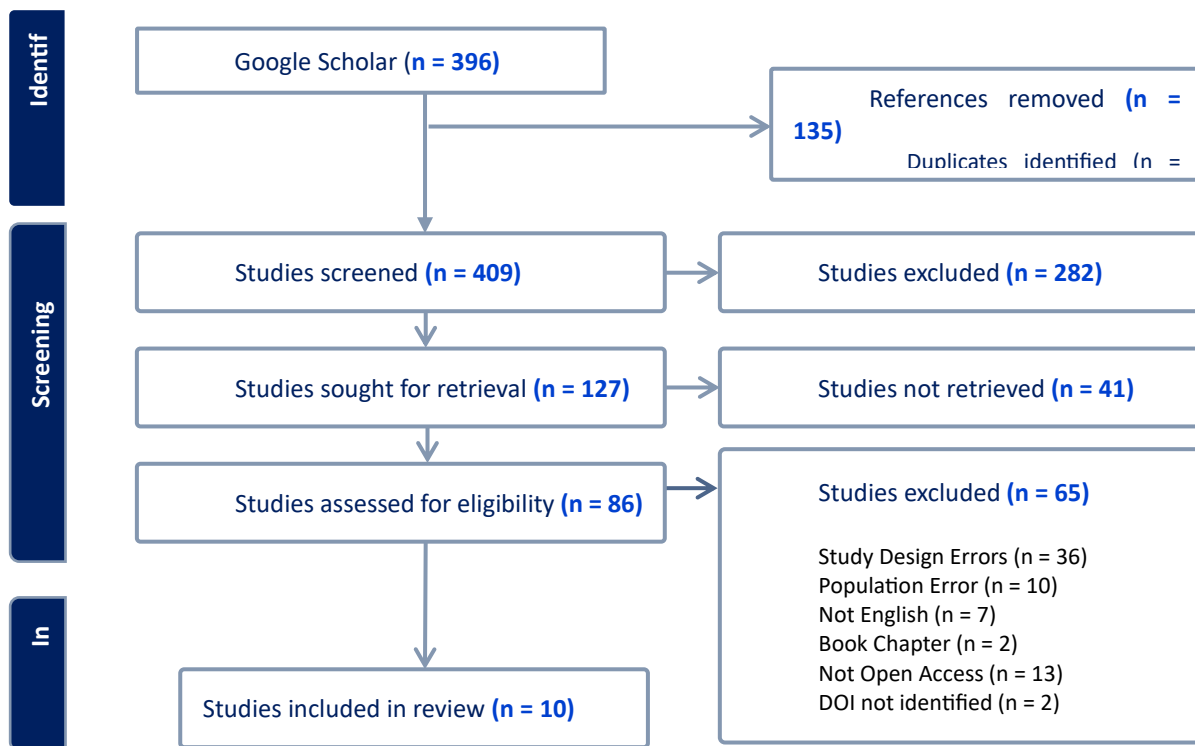 Identif
Google Scholar (n = 396)
References removed (n =
135)
Duplicates identified (n =
Screening
Studies screened (n = 409)
Studies excluded (n = 282)
Studies sought for retrieval (n = 127)
Studies not retrieved (n = 41)
Studies assessed for eligibility (n = 86)
Studies excluded (n = 65)
Study Design Errors (n = 36)
Population Error (n = 10)
Not English (n = 7)
Book Chapter (n = 2)
Not Open Access (n = 13)
DOI not identified (n = 2)
In
Studies included in review (n = 10)